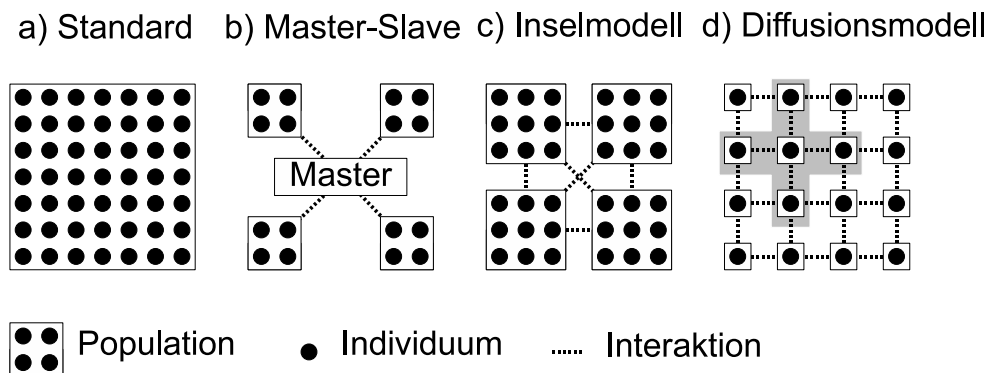 a) Standard b) Master-Slave c) Inselmodell d) Diffusionsmodell
Master
Population Individuum Interaktion